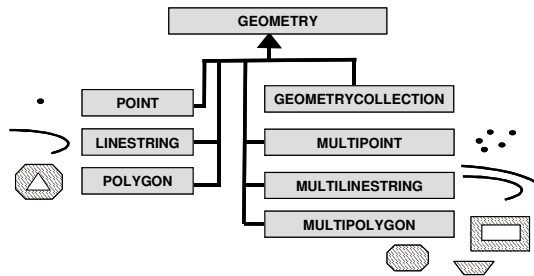 GEOMETRY
POINT
LINESTRING
POLYGON
GEOMETRYCOLLECTION
MULTIPOINT
MULTILINESTRING
MULTIPOLYGON